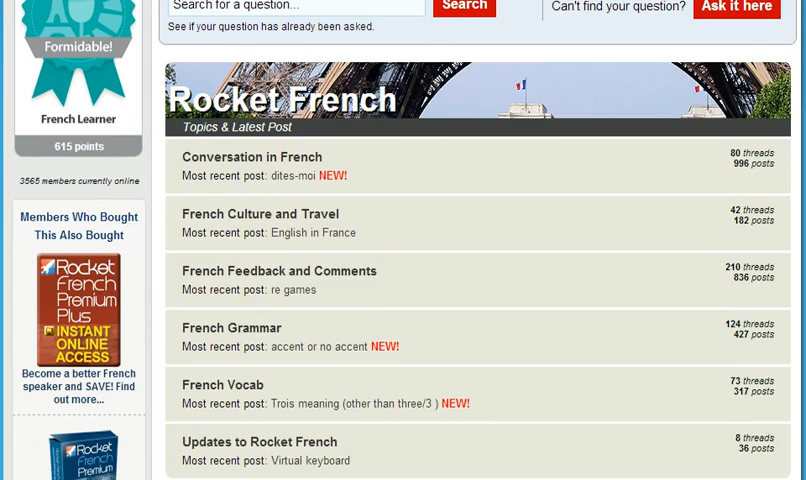 Search for a question...
Search
Can't find your question?
Ask it here
See if your question has already been asked.
Formidable!
French Learner
615 points
3565 members currently online
Members Who Bought
This Also Bought
Rocket
French
Premium
Plus
INSTANT
ONLINE
ACCESS
Become a better French
speaker and SAVE! Find
out more...
Rocket
French
Premium
Rocket French
Topics & Latest Post
Conversation in French
80 threads
Most recent post: dites-moi NEW!
996 posts
French Culture and Travel
42 threads
Most recent post: English in France
182 posts
French Feedback and Comments
210 threads
Most recent post: re games
836 posts
French Grammar
124 threads
Most recent post: accent or no accent NEW!
427 posts
French Vocab
73 threads
Most recent post: Trois meaning (other than three/3 ) NEW!
317 posts
Updates to Rocket French
8 threads
Most recent post: Virtual keyboard
36 posts